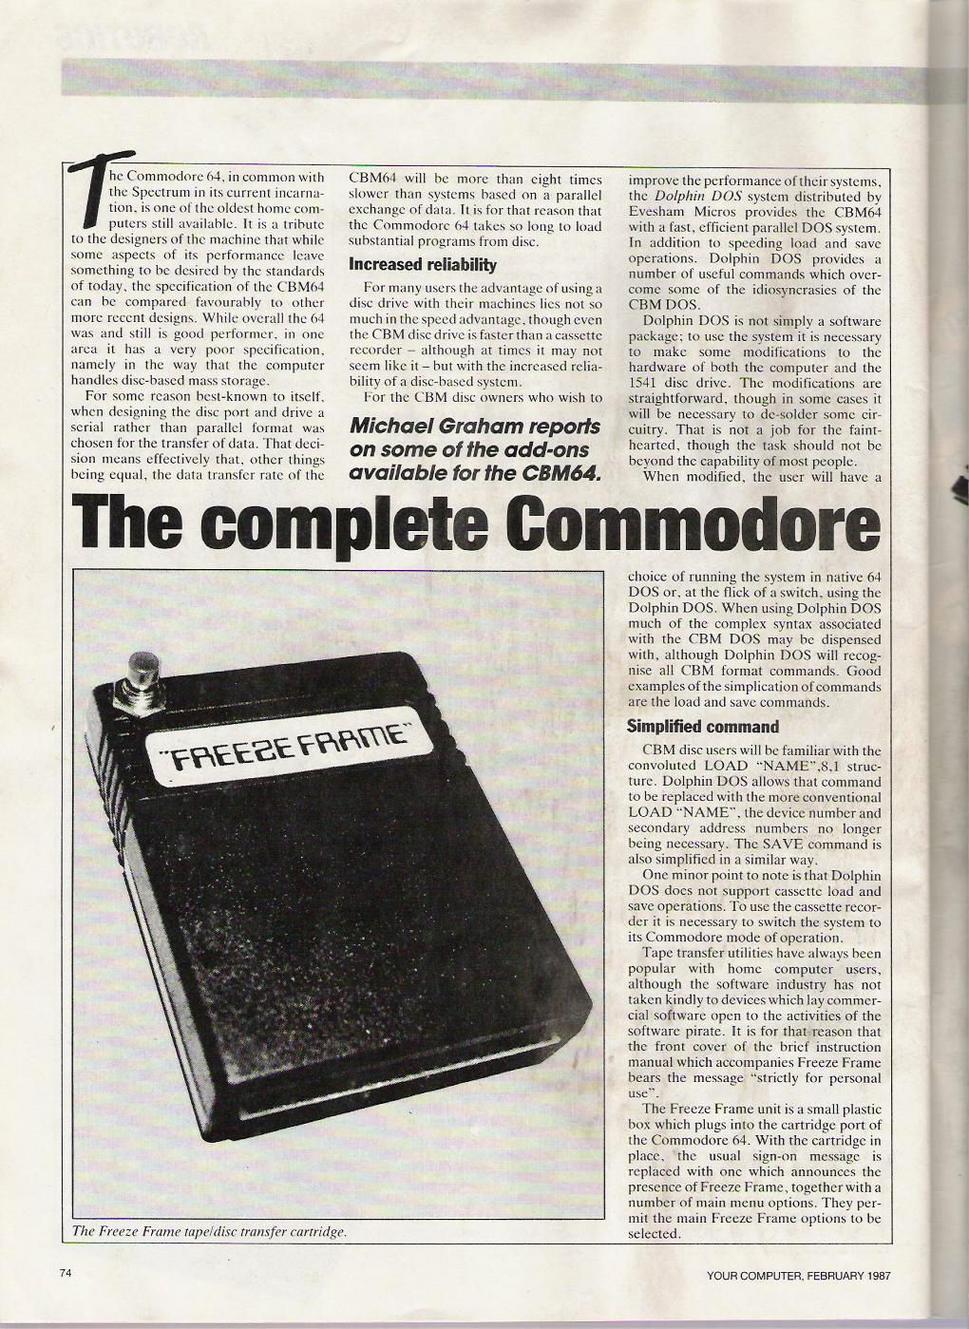 The Commodore 64, in common with
the Spectrum in its current incarna-
tion, is one of the oldest home com-
puters still available. It is a tribute
to the designers of the machine that while
some aspects of its performance leave
something to be desired by the standards
of today, the specification of the CBM64
can be compared favourably to other
more recent designs. While overall the 64
was and still is good performer, in one
area it has a very poor specification,
namely in the way that the computer
handles disc-based mass storage.
For some reason best-known to itself,
when designing the disc port and drive a
serial rather than parallel format was
chosen for the transfer of data. That deci-
sion means effectively that, other things
being equal, the data transfer rate of the
CBM64 will be more than eight times
slower than systems based on a parallel
exchange of data. It is for that reason that
the Commodore 64 takes so long to load
substantial programs from disc.
Increased reliability
For many users the advantage of using a
disc drive with their machines lies not so
much in the speed advantage, though even
the CBM disc drive is faster than a cassette
recorder – although at times it may not
seem like it – but with the increased relia-
bility of a disc-based system.
For the CBM disc owners who wish to
Michael Graham reports
on some of the add-ons
available for the CBM64.
improve the performance of their systems,
the Dolphin DOS system distributed by
Evesham Micros provides the CBM64
with a fast, efficient parallel DOS system.
In addition to speeding load and save
operations. Dolphin DOS provides a
number of useful commands which over-
come some of the idiosyncrasies of the
CBM DOS.
Dolphin DOS is not simply a software
package; to use the system it is necessary
to make some modifications to the
hardware of both the computer and the
1541 disc drive. The modifications are
straightforward, though in some cases it
will be necessary to de-solder some cir-
cuitry. That is not a job for the faint-
hearted, though the task should not be
beyond the capability of most people.
When modified, the user will have a
The complete Commodore
"FREEZE FRAME"
The Freeze Frame tape/disc transfer cartridge.
choice of running the system in native 64
DOS or, at the flick of a switch, using the
Dolphin DOS. When using Dolphin DOS
much of the complex syntax associated
with the CBM DOS may be dispensed
with, although Dolphin DOS will recog-
nise all CBM format commands. Good
examples of the simplication of commands
are the load and save commands.
Simplified command
CBM disc users will be familiar with the
convoluted LOAD “NAME”,8,1 struc-
ture. Dolphin DOS allows that command
to be replaced with the more conventional
LOAD “NAME”, the device number and
secondary address numbers no longer
being necessary. The SAVE command is
also simplified in a similar way.
One minor point to note is that Dolphin
DOS does not support cassette load and
save operations. To use the cassette recor-
der it is necessary to switch the system to
its Commodore mode of operation.
Tape transfer utilities have always been
popular with home computer users,
although the software industry has not
taken kindly to devices which lay commer-
cial software open to the activities of the
software pirate. It is for that reason that
the front cover of the brief instruction
manual which accompanies Freeze Frame
bears the message “strictly for personal
use”.
The Freeze Frame unit is a small plastic
box which plugs into the cartridge port of
the Commodore 64. With the cartridge in
place, the usual sign-on message is
replaced with one which announces the
presence of Freeze Frame, together with a
number of main menu options. They per-
mit the main Freeze Frame options to be
selected.
74
YOUR COMPUTER, FEBRUARY 1987